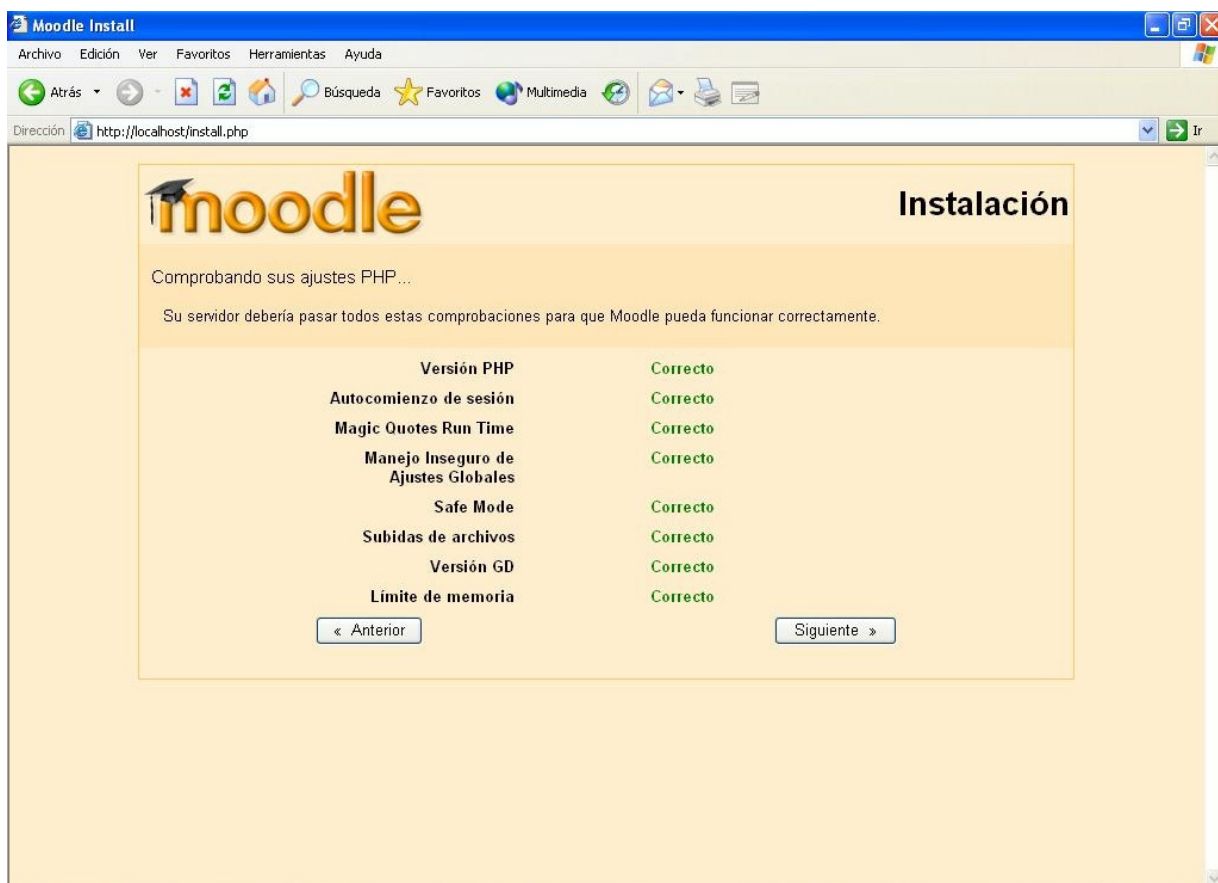 Moodle Install
Archivo Edición Ver Favoritos Herramientas Ayuda
Atrás Búsqueda Favoritos Multimedia
Dirección http://localhost/install.php Ir
moodle Instalación
Comprobando sus ajustes PHP...
Su servidor debería pasar todos estas comprobaciones para que Moodle pueda funcionar correctamente.
Versión PHP Correcto
Autocomienzo de sesión Correcto
Magic Quotes Run Time Correcto
Manejo Inseguro de Correcto
Ajustes Globales
Safe Mode Correcto
Subidas de archivos Correcto
Versión GD Correcto
Límite de memoria Correcto
« Anterior Siguiente »